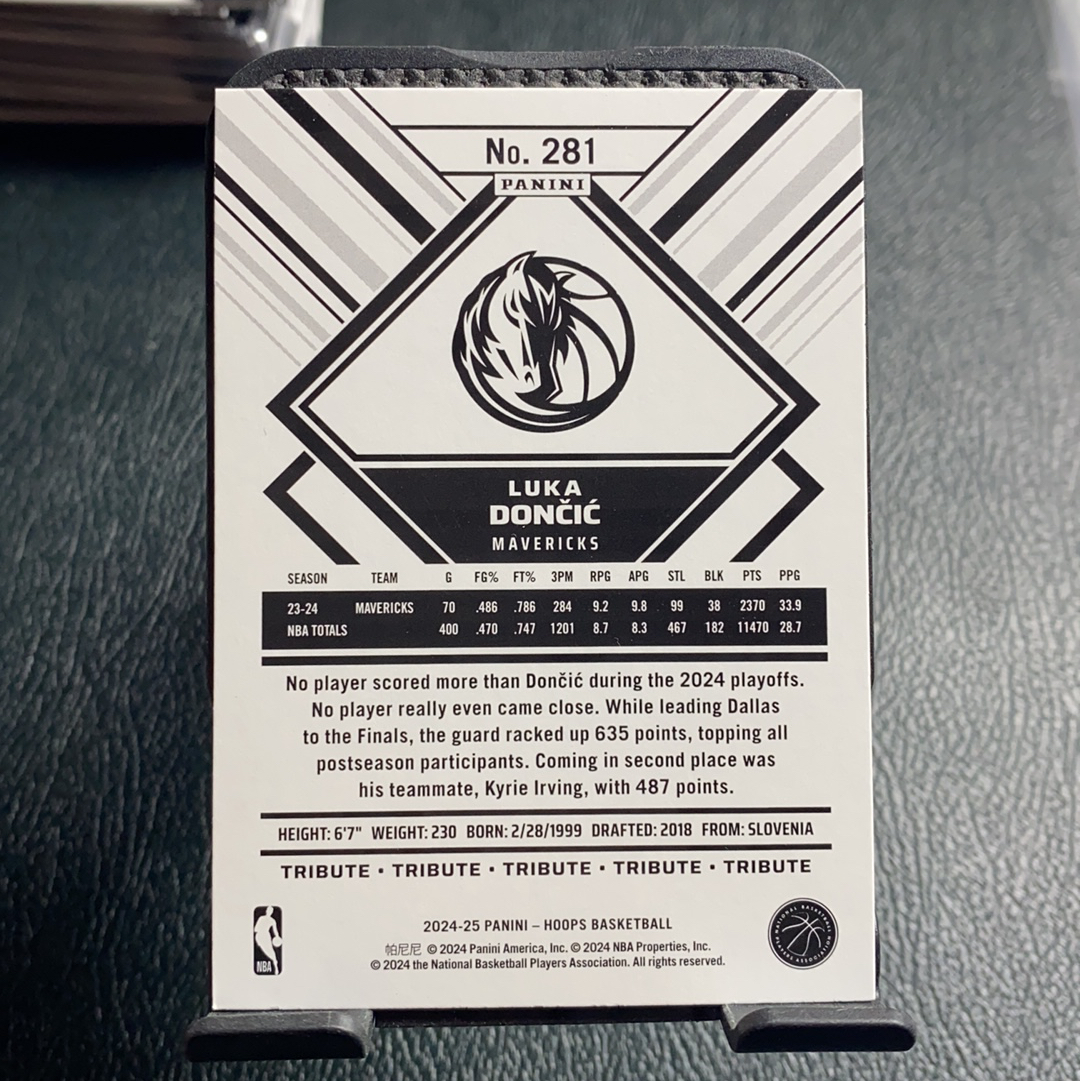 No. 281
PANINI
LUKA
DONČIĆ
MAVERICKS
SEASON TEAM G FG% FT% 3PM RPG APG STL BLK PTS PPG
23-24 MAVERICKS 70 .486 .786 284 9.2 9.8 99 38 2370 33.9
NBA TOTALS 400 .470 .747 1201 8.7 8.3 467 182 11470 28.7
No player scored more than Dončić during the 2024 playoffs.
No player really even came close. While leading Dallas
to the Finals, the guard racked up 635 points, topping all
postseason participants. Coming in second place was
his teammate, Kyrie Irving, with 487 points.
HEIGHT: 6'7" WEIGHT: 230 BORN: 2/28/1999 DRAFTED: 2018 FROM: SLOVENIA
TRIBUTE • TRIBUTE • TRIBUTE • TRIBUTE • TRIBUTE
2024-25 PANINI – HOOPS BASKETBALL
帕尼尼 © 2024 Panini America, Inc. © 2024 NBA Properties, Inc.
© 2024 the National Basketball Players Association. All rights reserved.
NBA
NATIONAL BASKETBALL
PLAYERS ASSOCIATION